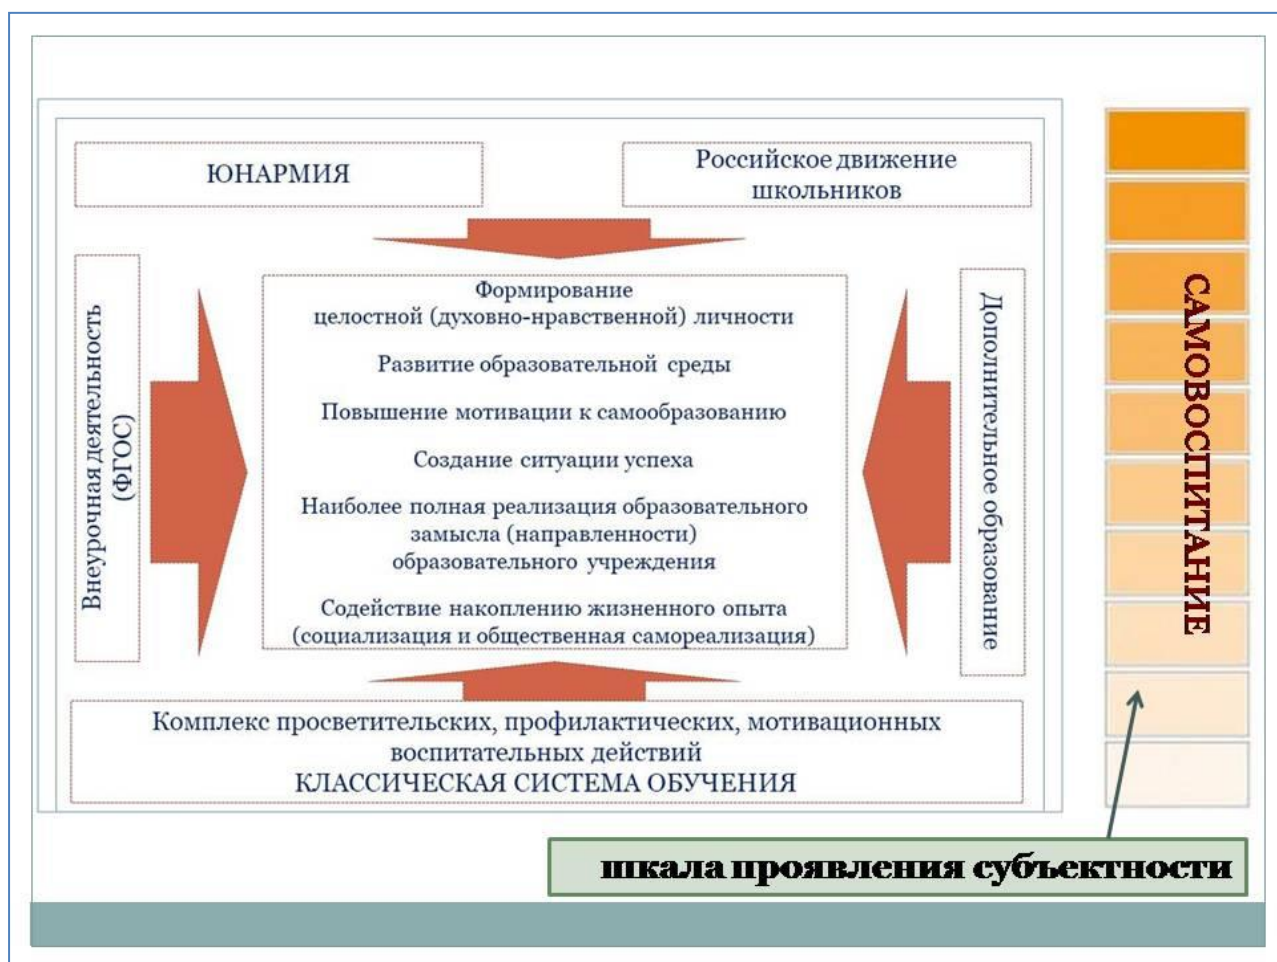 ЮНАРМИЯ
Российское движение
школьников
Внеурочная деятельность
(ФГОС)
Формирование
целостной (духовно-нравственной) личности
Развитие образовательной среды
Повышение мотивации к самообразованию
Создание ситуации успеха
Наиболее полная реализация образовательного
замысла (направленности)
образовательного учреждения
Содействие накоплению жизненного опыта
(социализация и общественная самореализация)
Дополнительное образование
Комплекс просветительских, профилактических, мотивационных
воспитательных действий
КЛАССИЧЕСКАЯ СИСТЕМА ОБУЧЕНИЯ
САМОВОСПИТАНИЕ
шкала проявления субъектности